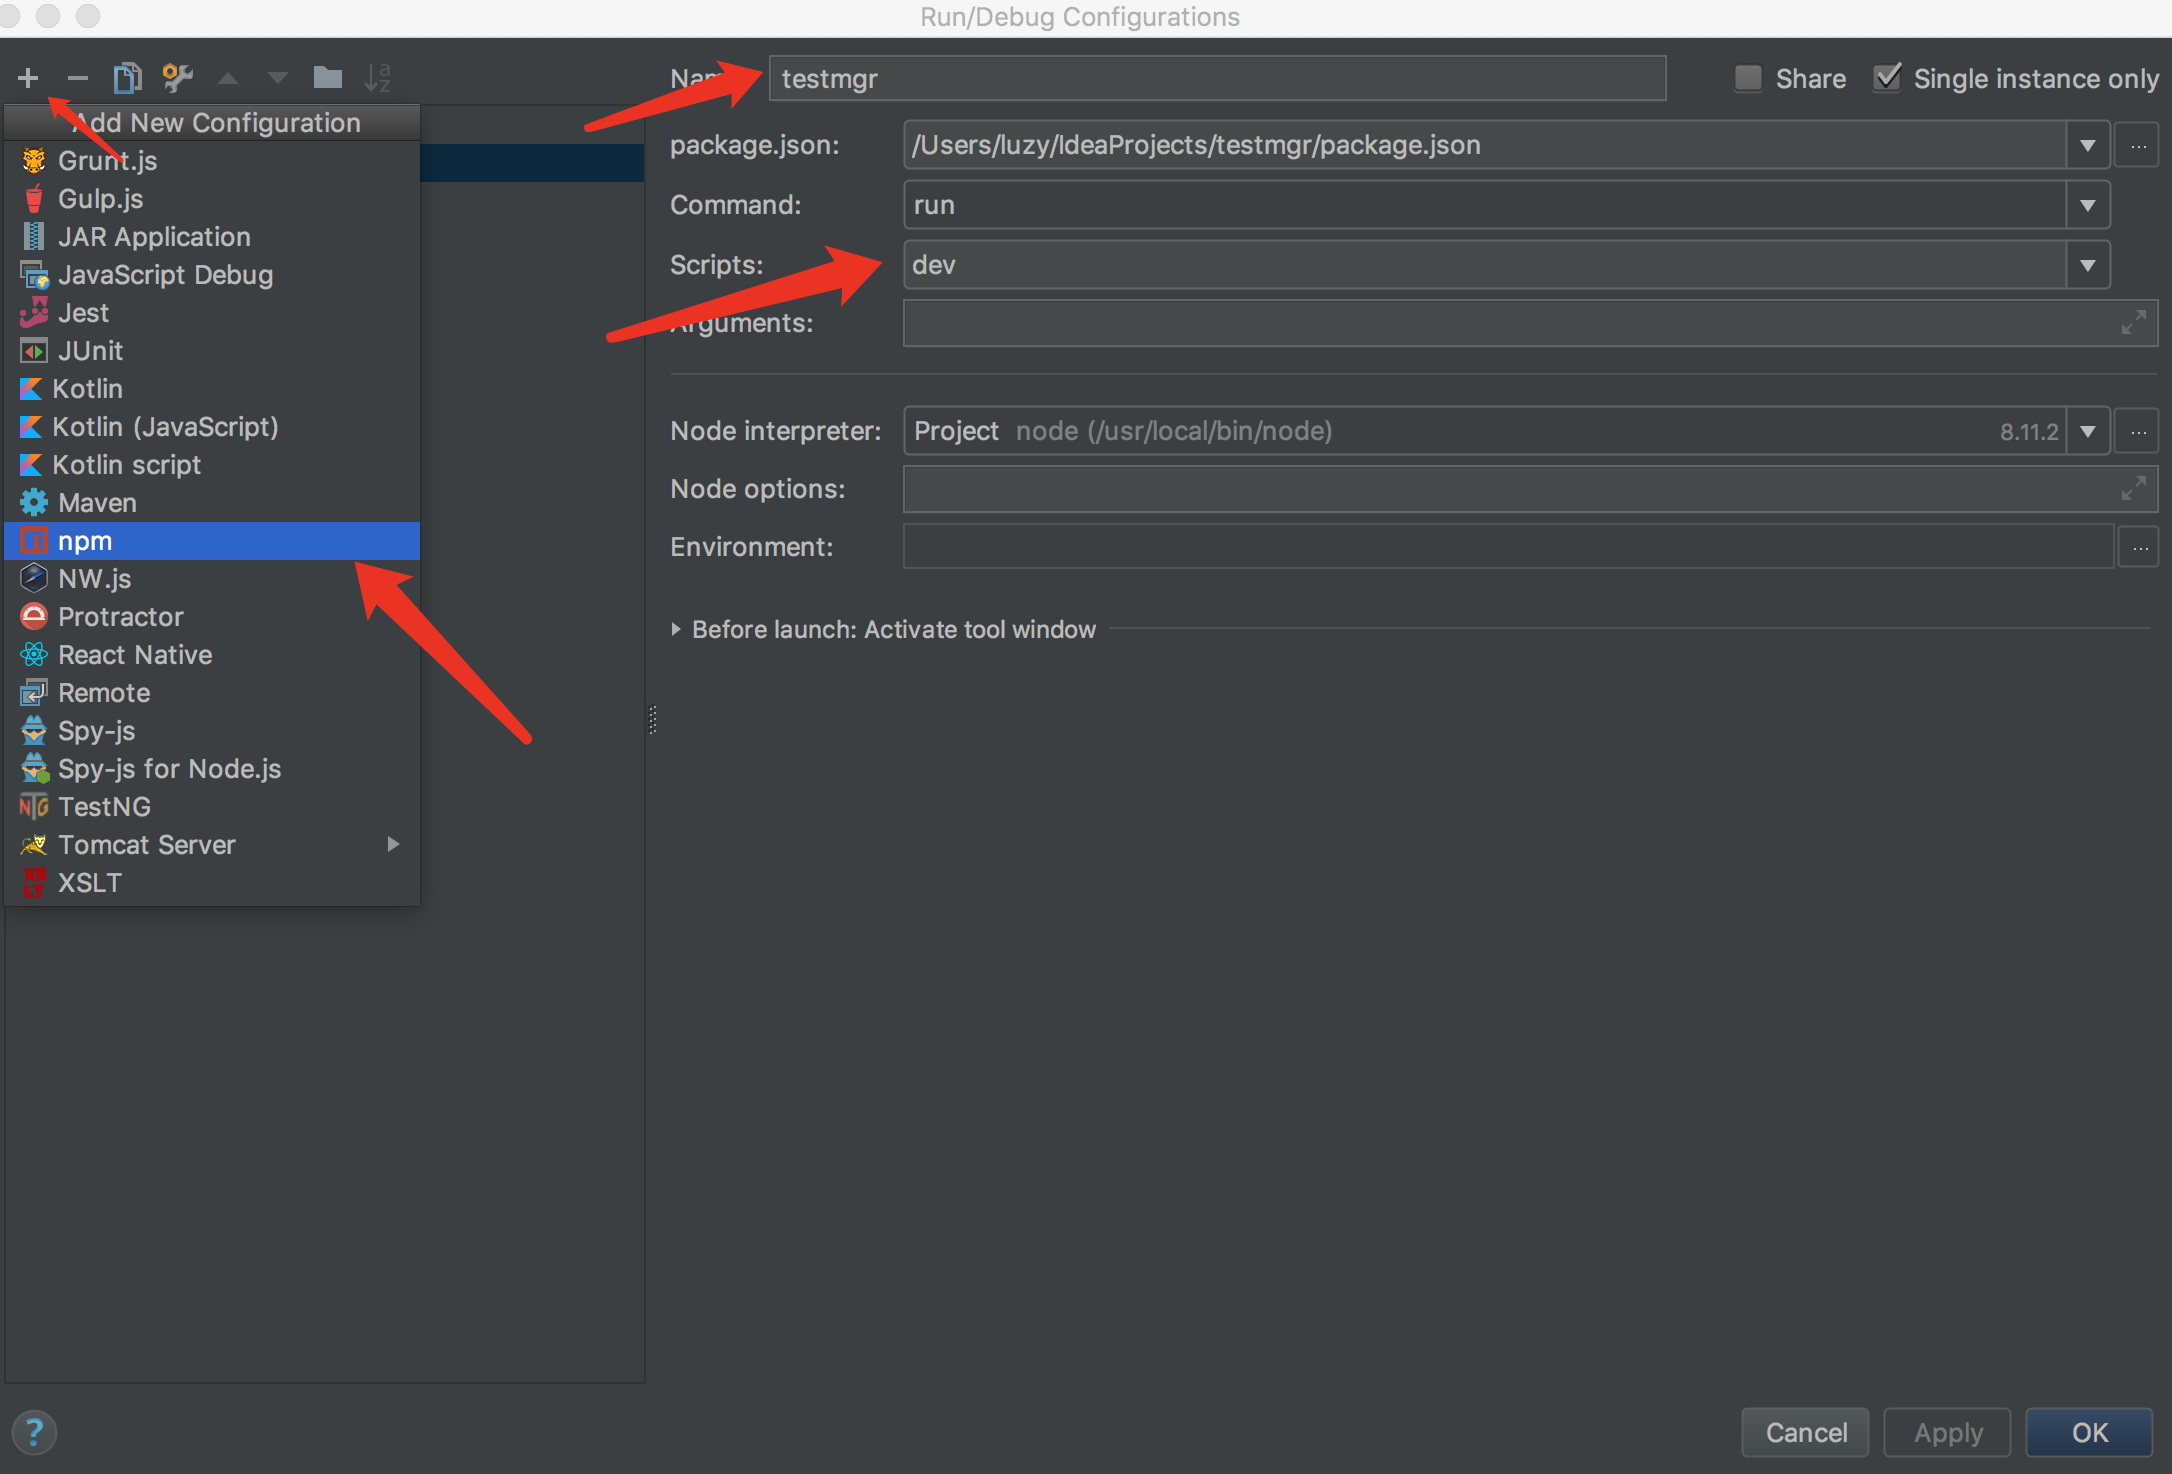 Run/Debug Configurations
Add New Configuration
Grunt.js
Gulp.js
JAR Application
JavaScript Debug
Jest
JUnit
Kotlin
Kotlin (JavaScript)
Kotlin script
Maven
npm
NW.js
Protractor
React Native
Remote
Spy-js
Spy-js for Node.js
TestNG
Tomcat Server
XSLT
testmgr
Share
Single instance only
package.json: /Users/luzy/IdeaProjects/testmgr/package.json ...
Command: run
Scripts: dev
Arguments:
Node interpreter: Project node (/usr/local/bin/node) 8.11.2 ...
Node options:
Environment: ...
Before launch: Activate tool window
?
Cancel
Apply
OK